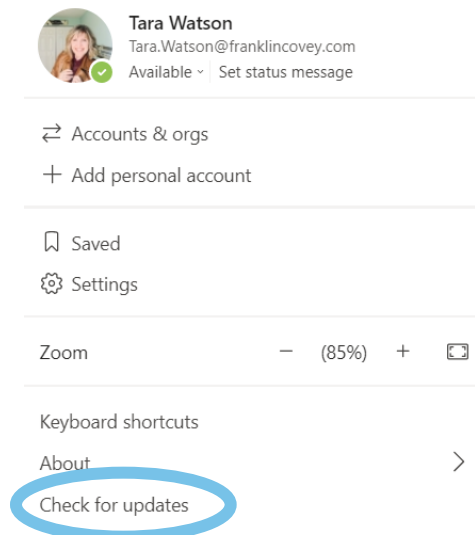 Tara Watson
Tara.Watson@franklincovey.com
Available Set status message
Accounts & orgs
Add personal account
Saved
Settings
Zoom − (85%) +
Keyboard shortcuts
About
Check for updates